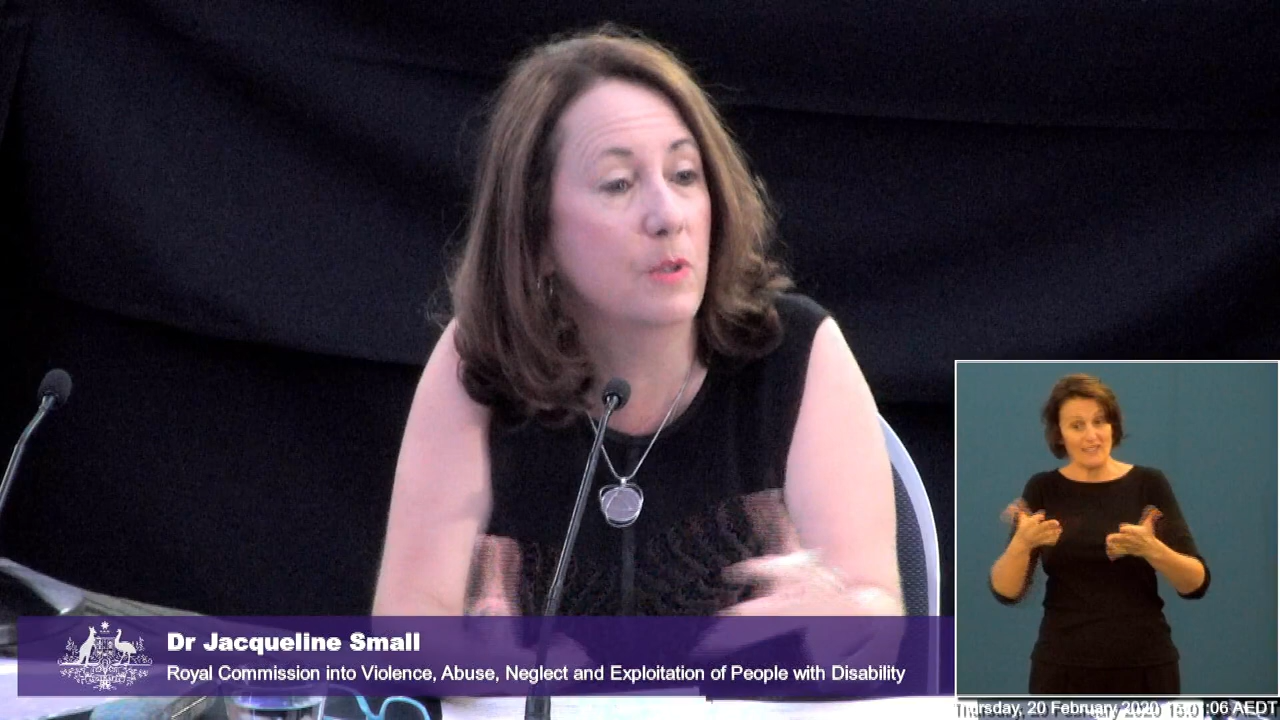 Dr Jacqueline Small
Royal Commission into Violence, Abuse, Neglect and Exploitation of People with Disability
Thursday, 20 February 2020
AEDT